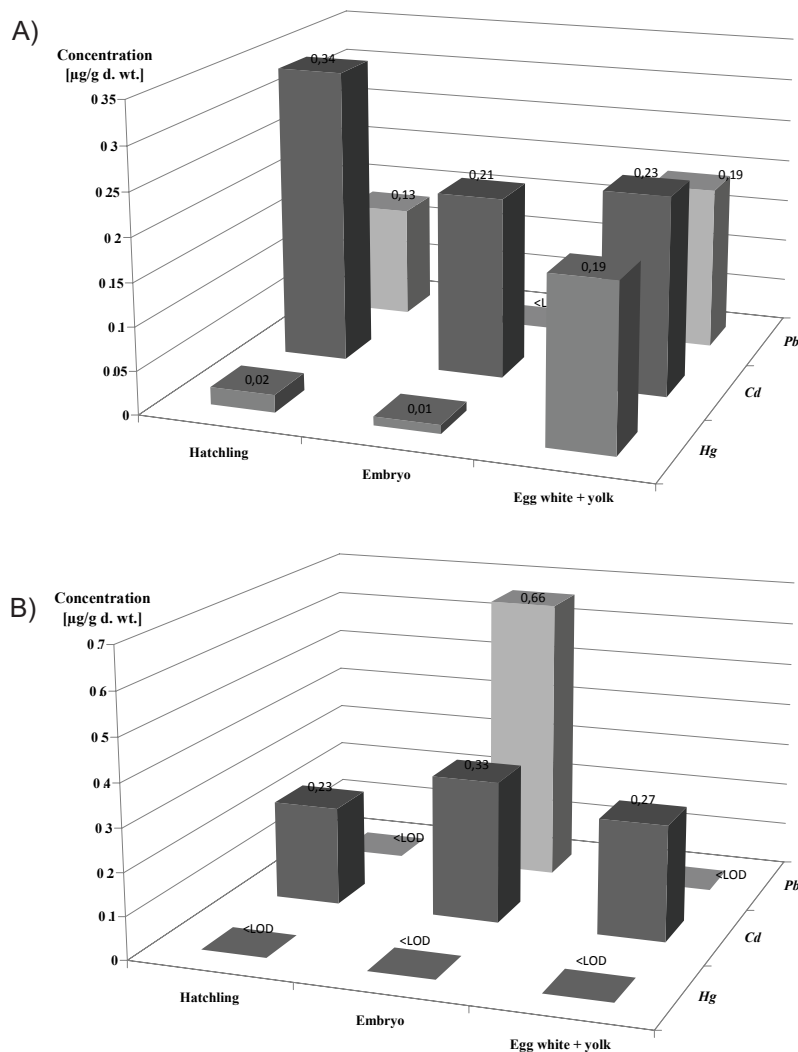 A)
Concentration
[µg/g d. wt.]
0.35
0.3
0.25
0.2
0.15
0.1
0.05
0
0,34
0,13
0,21
0,23
0,19
<L
0,19
0,02
0,01
Hatchling
Embryo
Egg white + yolk
Pb
Cd
Hg
B)
Concentration
[µg/g d. wt.]
0.7
0.6
0.5
0.4
0.3
0.2
0.1
0
0,66
0,23
0,33
0,27
<LOD
<LOD
<LOD
<LOD
<LOD
Hatchling
Embryo
Egg white + yolk
Pb
Cd
Hg